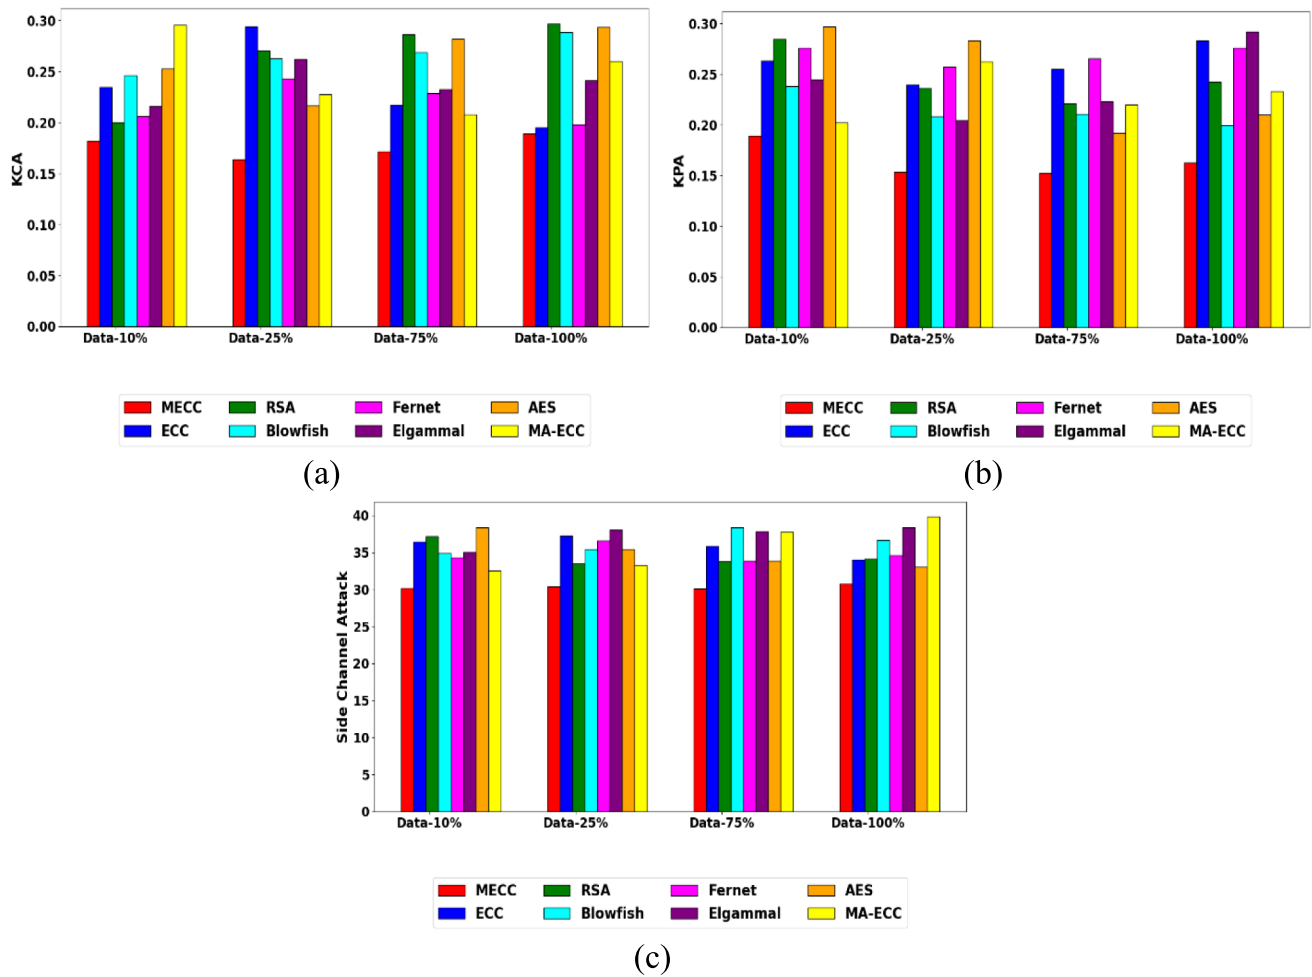 0.30
0.25
0.20
0.15
0.10
0.05
0.00
KCA
Data-10% Data-25% Data-75% Data-100%
MECC RSA Fernet AES
ECC Blowfish Elgammal MA-ECC
(a)
0.30
0.25
0.20
0.15
0.10
0.05
0.00
KPA
Data-10% Data-25% Data-75% Data-100%
MECC RSA Fernet AES
ECC Blowfish Elgammal MA-ECC
(b)
40
35
30
25
20
15
10
5
0
Side Channel Attack
Data-10% Data-25% Data-75% Data-100%
MECC RSA Fernet AES
ECC Blowfish Elgammal MA-ECC
(c)